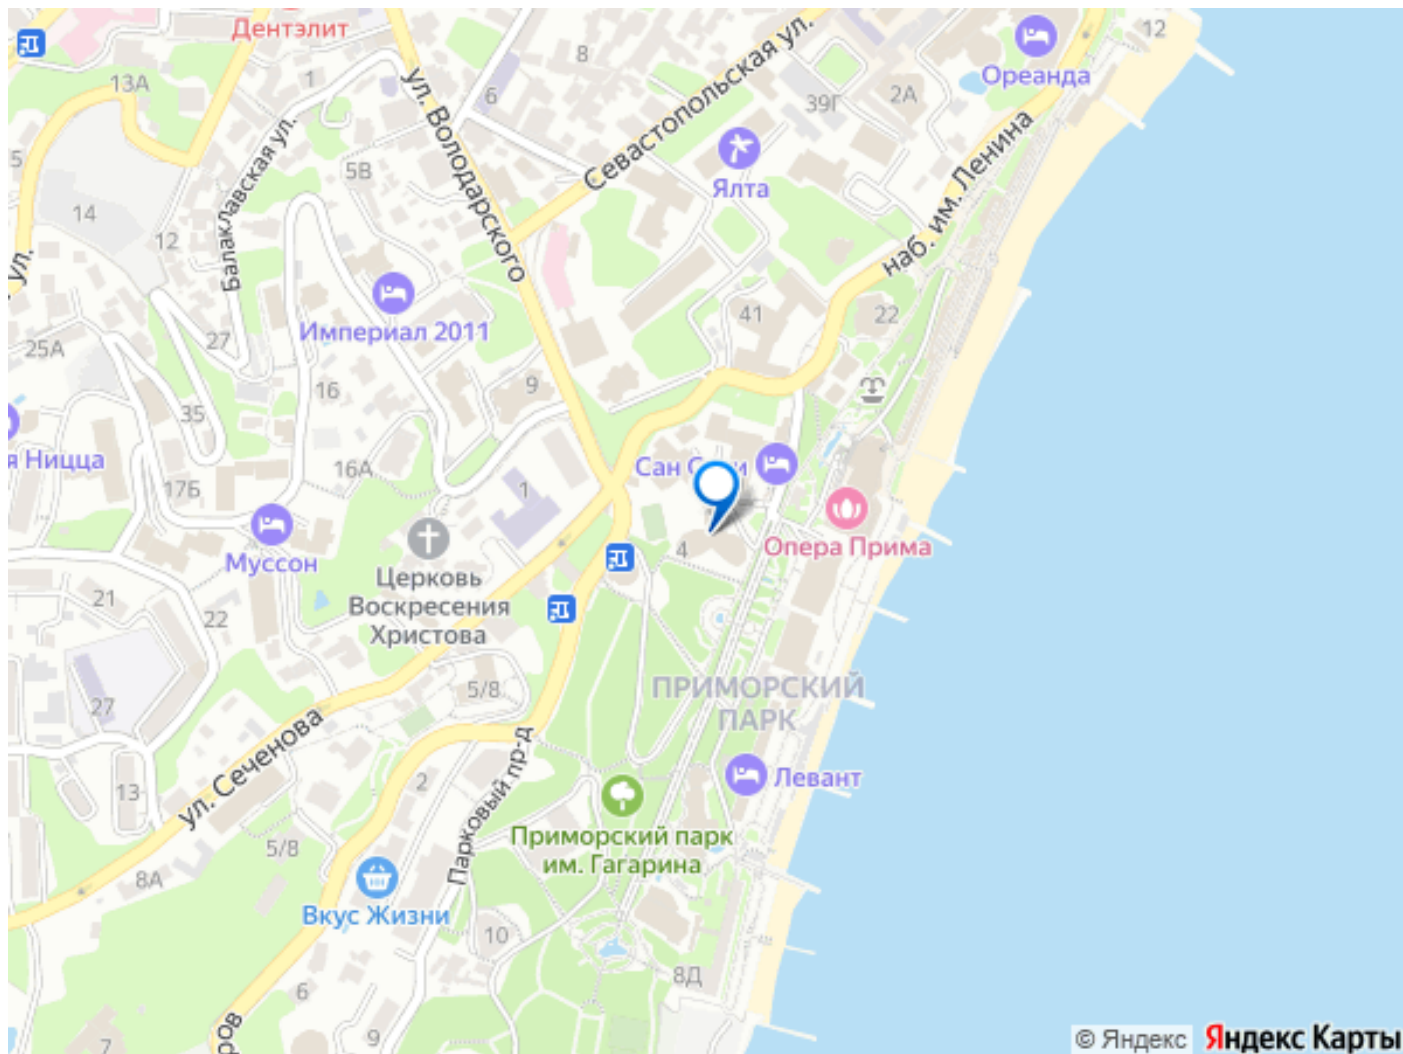 Дентэлит
12
13А
1
8
6
Ореанда
2А
39Г
ул. Володарского
Севастопольская ул.
наб. им. Ленина
Балаклавская ул.
5
5В
Ялта
14
12
ул.
Империал 2011
41
22
27
25А
16
9
35
я Ницца
16А
17Б
1
Муссон
Церковь
Воскресения
Христова
4
Опера Прима
21
22
27
5/8
ПРИМОРСКИЙ
ПАРК
ул. Сеченова
13
2
Парковый пр-д
Левант
Приморский парк
им. Гагарина
5/8
8А
Вкус Жизни
10
8Д
6
9
7
ров
© Яндекс Яндекс Карты